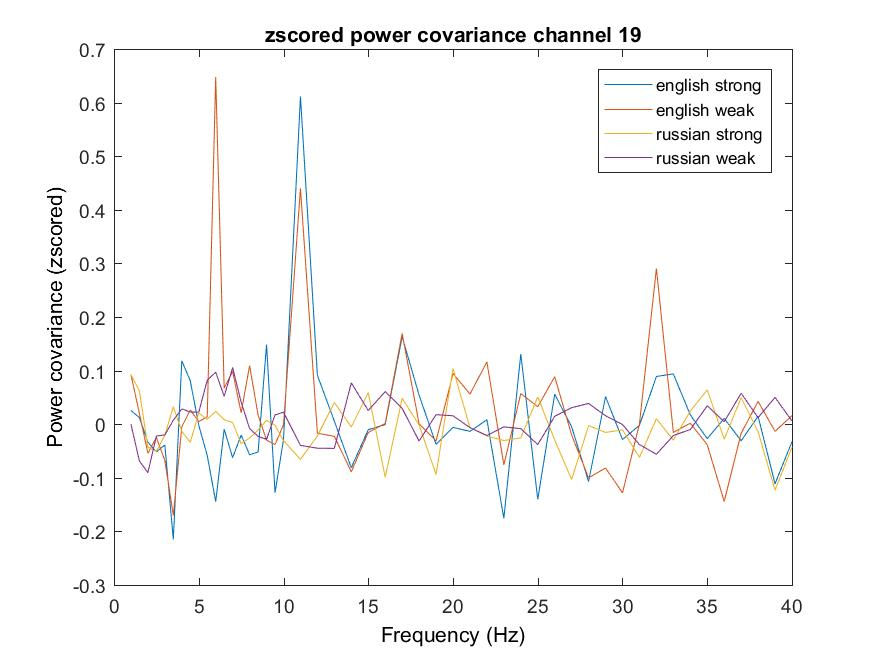 zscored power covariance channel 19
0.7
0.6
0.5
0.4
0.3
0.2
0.1
0
-0.1
-0.2
-0.3
Power covariance (zscored)
english strong
english weak
russian strong
russian weak
0 5 10 15 20 25 30 35 40
Frequency (Hz)